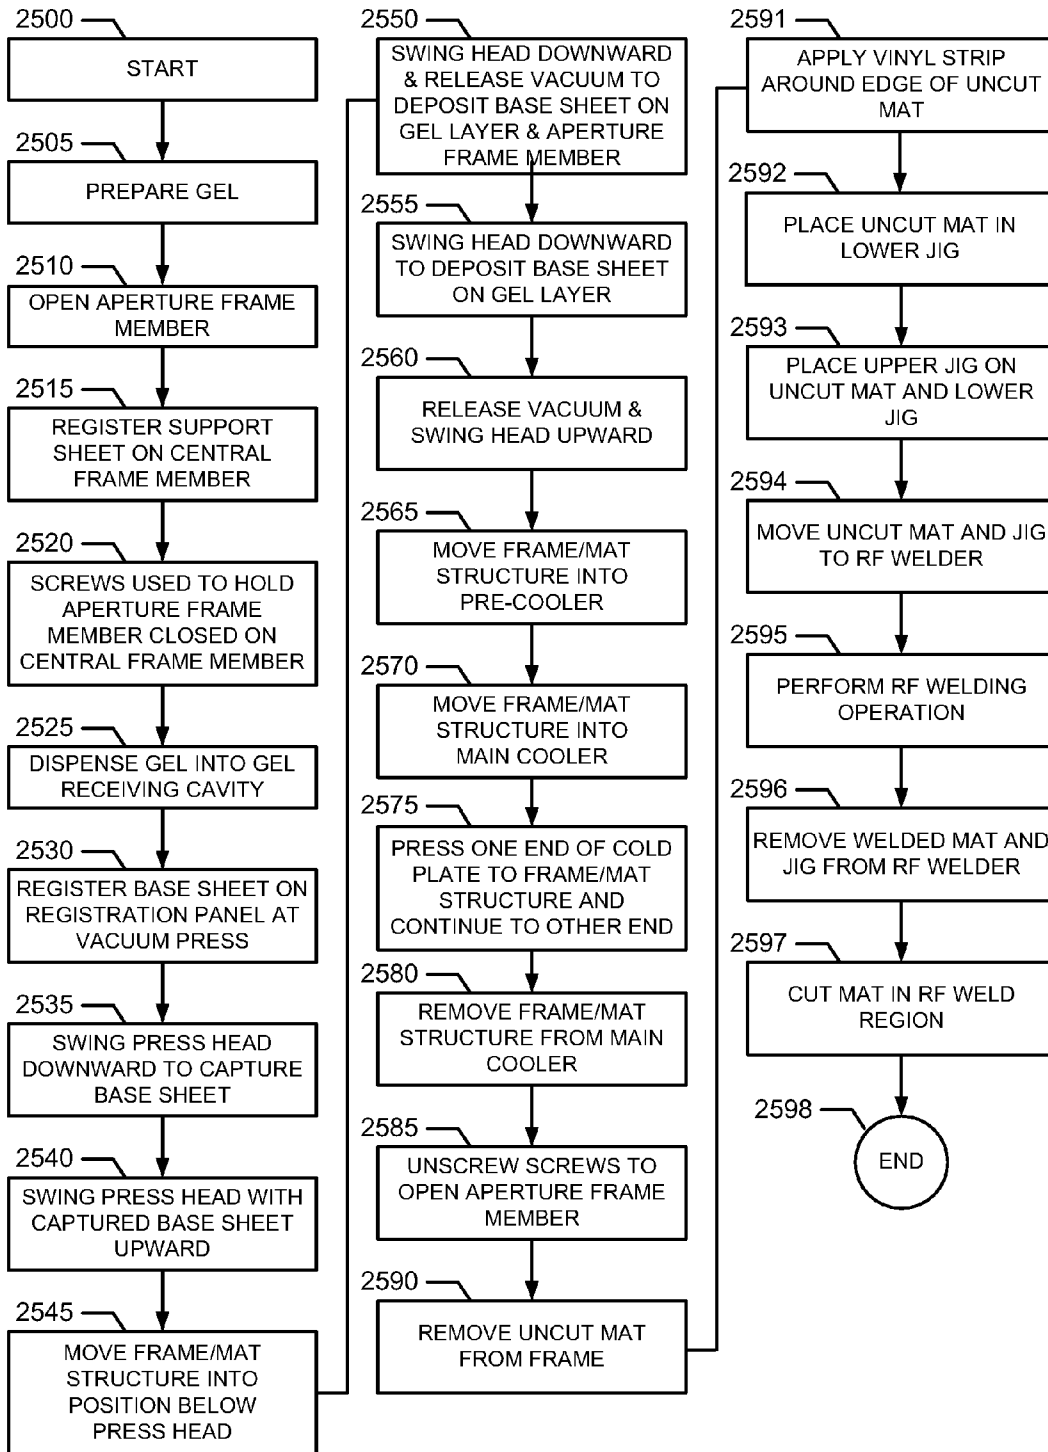 2500
START
2505
PREPARE GEL
2510
OPEN APERTURE FRAME
MEMBER
2515
REGISTER SUPPORT
SHEET ON CENTRAL
FRAME MEMBER
2520
SCREWS USED TO HOLD
APERTURE FRAME
MEMBER CLOSED ON
CENTRAL FRAME MEMBER
2525
DISPENSE GEL INTO GEL
RECEIVING CAVITY
2530
REGISTER BASE SHEET ON
REGISTRATION PANEL AT
VACUUM PRESS
2535
SWING PRESS HEAD
DOWNWARD TO CAPTURE
BASE SHEET
2540
SWING PRESS HEAD WITH
CAPTURED BASE SHEET
UPWARD
2545
MOVE FRAME/MAT
STRUCTURE INTO
POSITION BELOW
PRESS HEAD
2550
SWING HEAD DOWNWARD
& RELEASE VACUUM TO
DEPOSIT BASE SHEET ON
GEL LAYER & APERTURE
FRAME MEMBER
2555
SWING HEAD DOWNWARD
TO DEPOSIT BASE SHEET
ON GEL LAYER
2560
RELEASE VACUUM &
SWING HEAD UPWARD
2565
MOVE FRAME/MAT
STRUCTURE INTO
PRE-COOLER
2570
MOVE FRAME/MAT
STRUCTURE INTO
MAIN COOLER
2575
PRESS ONE END OF COLD
PLATE TO FRAME/MAT
STRUCTURE AND
CONTINUE TO OTHER END
2580
REMOVE FRAME/MAT
STRUCTURE FROM MAIN
COOLER
2585
UNSCREW SCREWS TO
OPEN APERTURE FRAME
MEMBER
2590
REMOVE UNCUT MAT
FROM FRAME
2591
APPLY VINYL STRIP
AROUND EDGE OF UNCUT
MAT
2592
PLACE UNCUT MAT IN
LOWER JIG
2593
PLACE UPPER JIG ON
UNCUT MAT AND LOWER
JIG
2594
MOVE UNCUT MAT AND JIG
TO RF WELDER
2595
PERFORM RF WELDING
OPERATION
2596
REMOVE WELDED MAT AND
JIG FROM RF WELDER
2597
CUT MAT IN RF WELD
REGION
2598
END